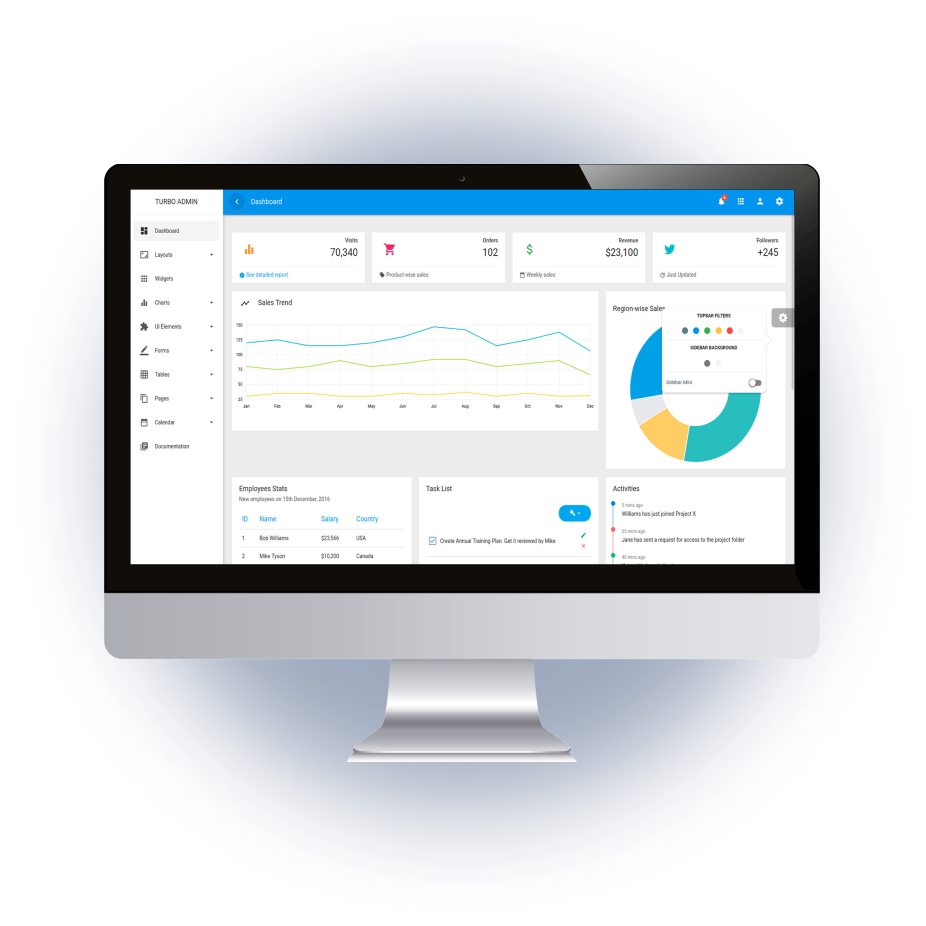 TURBO ADMIN
Dashboard
Dashboard
Layouts
Widgets
Charts
UI Elements
Forms
Tables
Pages
Calendar
Documentation
Visits
70,340
See detailed report
Orders
102
Product-wise sales
Revenue
$23,100
Weekly sales
Followers
+245
Just Updated
Sales Trend
150
125
100
75
50
25
Jan Feb Mar Apr May Jun Jul Aug Sep Oct Nov Dec
Region-wise Sales
TOPBAR FILTERS
SIDEBAR BACKGROUND
Sidebar Mini
Employees Stats
New employees on 15th December, 2016
ID Name Salary Country
1 Bob Williams $23,566 USA
2 Mike Tyson $10,200 Canada
Task List
Create Annual Training Plan. Get it reviewed by Mike
Activities
5 mins ago
Williams has just joined Project X
25 mins ago
Jane has sent a request for access to the project folder
40 mins ago